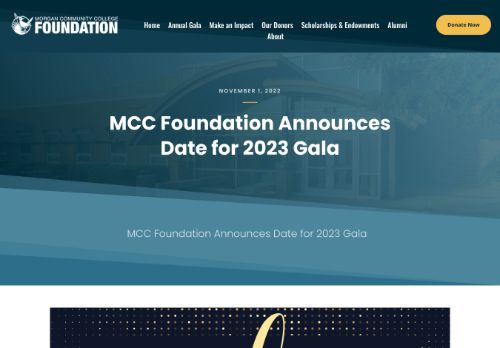 MORGAN COMMUNITY COLLEGE
FOUNDATION
Home Annual Gala Make an Impact Our Donors Scholarships & Endowments Alumni
About
Donate Now
NOVEMBER 1, 2022
MCC Foundation Announces
Date for 2023 Gala
MCC Foundation Announces Date for 2023 Gala